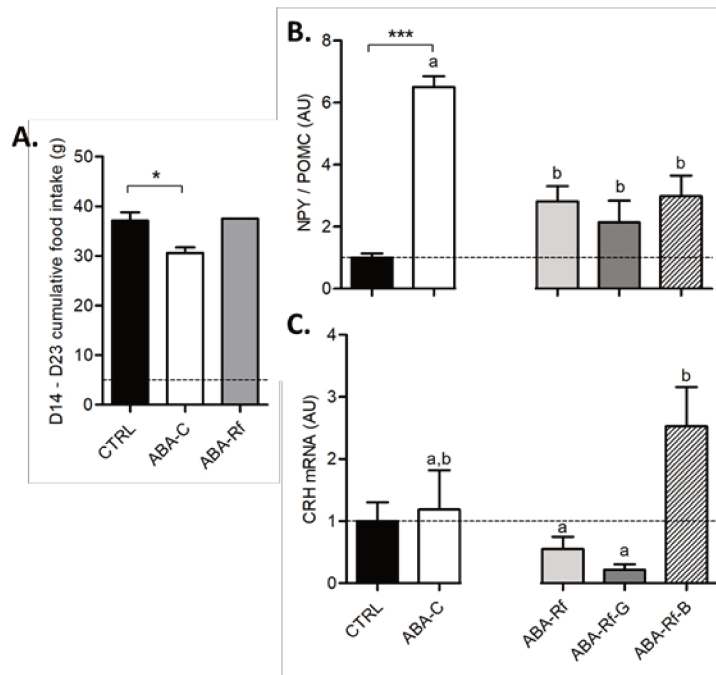 A.
D14 - D23 cumulative food intake (g)
50
40
30
20
10
0
*
CTRL
ABA-C
ABA-Rf
B.
NPY / POMC (AU)
8
6
4
2
0
***
a
b
b
b
C.
CRH mRNA (AU)
4
3
2
1
0
a,b
a
a
b
CTRL
ABA-C
ABA-Rf
ABA-Rf-G
ABA-Rf-B